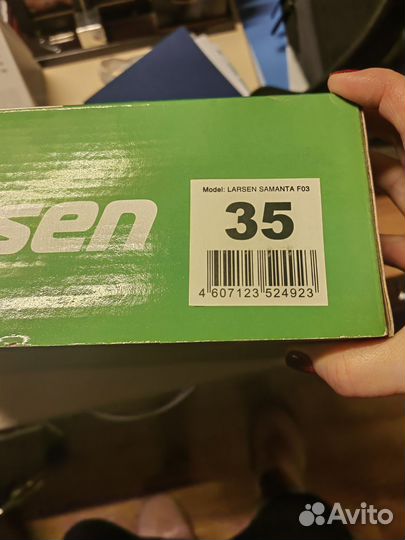 sen
Model: LARSEN SAMANTA F03
35
4 607123 524923
Avito